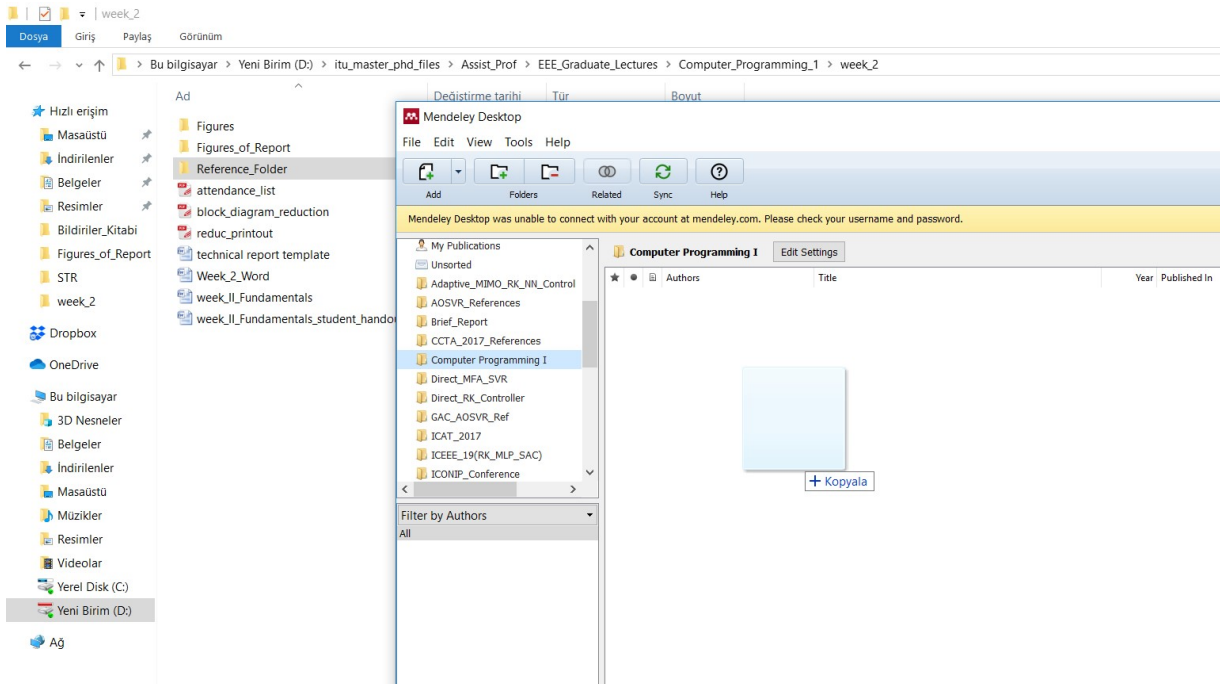 week_2
Dosya Giriş Paylaş Görünüm
Bu bilgisayar > Yeni Birim (D:) > itu_master_phd_files > Assist_Prof > EEE_Graduate_Lectures > Computer_Programming_1 > week_2
Ad Değiştirme tarihi Tür Boyut
Hızlı erişim
Masaüstü
İndirilenler
Belgeler
Resimler
Bildiriler_Kitabi
Figures_of_Report
STR
week_2
Dropbox
OneDrive
Bu bilgisayar
3D Nesneler
Belgeler
İndirilenler
Masaüstü
Müzikler
Resimler
Videolar
Yerel Disk (C:)
Yeni Birim (D:)
Ağ
Figures
Figures_of_Report
Reference_Folder
attendance_list
block_diagram_reduction
reduc_printout
technical report template
Week_2_Word
week_II_Fundamentals
week_II_Fundamentals_student_hando
Mendeley Desktop
File Edit View Tools Help
Add Folders Related Sync Help
Mendeley Desktop was unable to connect with your account at mendeley.com. Please check your username and password.
My Publications
Unsorted
Adaptive_MIMO_RK_NN_Control
AOSVR_References
Brief_Report
CCTA_2017_References
Computer Programming I
Direct_MFA_SVR
Direct_RK_Controller
GAC_AOSVR_Ref
ICAT_2017
ICEEE_19(RK_MLP_SAC)
ICONIP_Conference
Filter by Authors
All
Computer Programming I Edit Settings
Authors Title Year Published In
+ Kopyala